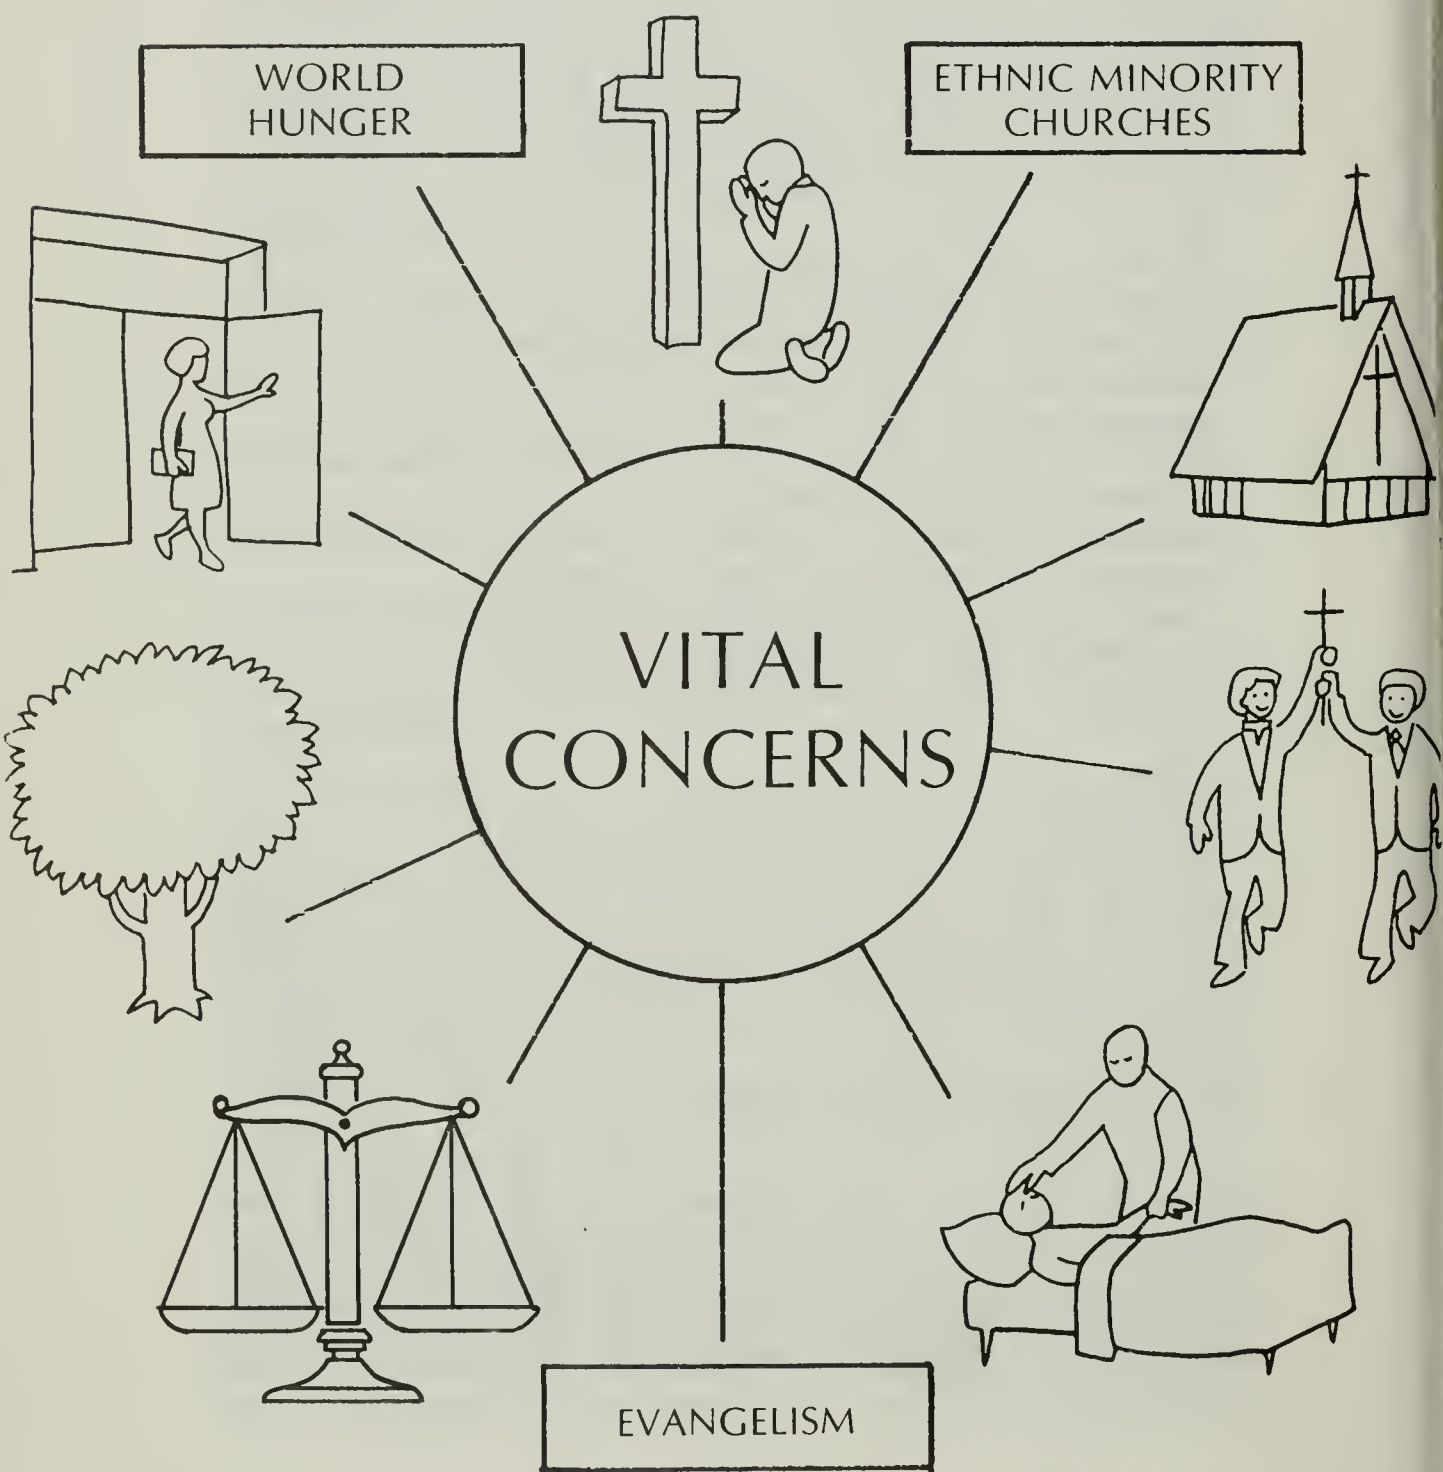 WORLD
HUNGER
ETHNIC MINORITY
CHURCHES
VITAL
CONCERNS
EVANGELISM